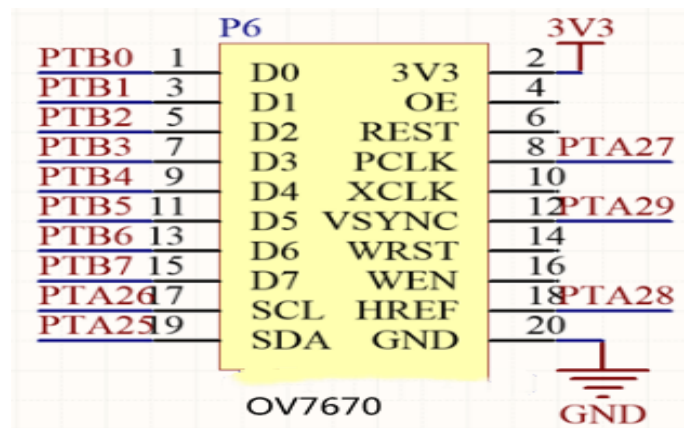 P6 3V3
PTB0 1 D0 3V3 2
PTB1 3 D1 OE 4
PTB2 5 D2 REST 6
PTB3 7 D3 PCLK 8 PTA27
PTB4 9 D4 XCLK 10
PTB5 11 D5 VSYNC 12 PTA29
PTB6 13 D6 WRST 14
PTB7 15 D7 WEN 16
PTA26 17 SCL HREF 18 PTA28
PTA25 19 SDA GND 20
OV7670 GND